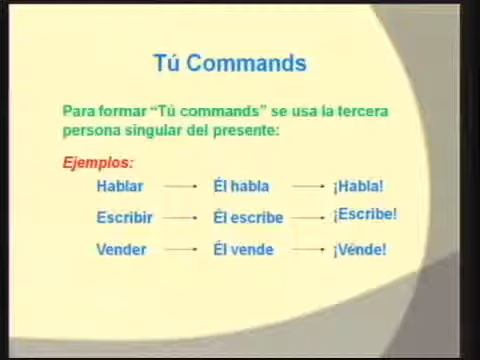 Tú Commands
Para formar “Tú commands” se usa la tercera
persona singular del presente:
Ejemplos:
Hablar Él habla ¡Habla!
Escribir Él escribe ¡Escribe!
Vender Él vende ¡Vende!